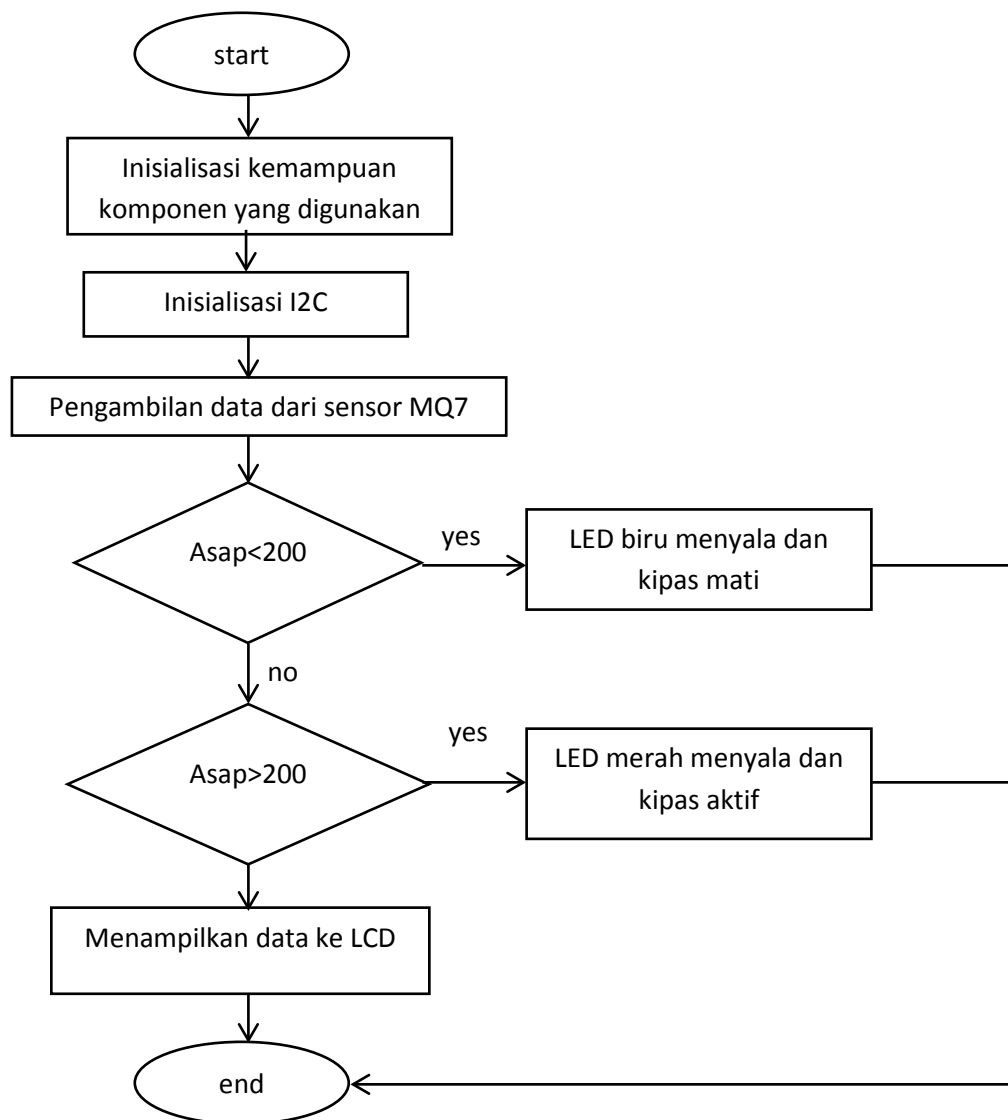 start
Inisialisasi kemampuan
komponen yang digunakan
Inisialisasi I2C
Pengambilan data dari sensor MQ7
Asap<200
yes
LED biru menyala dan
kipas mati
no
Asap>200
yes
LED merah menyala dan
kipas aktif
Menampilkan data ke LCD
end